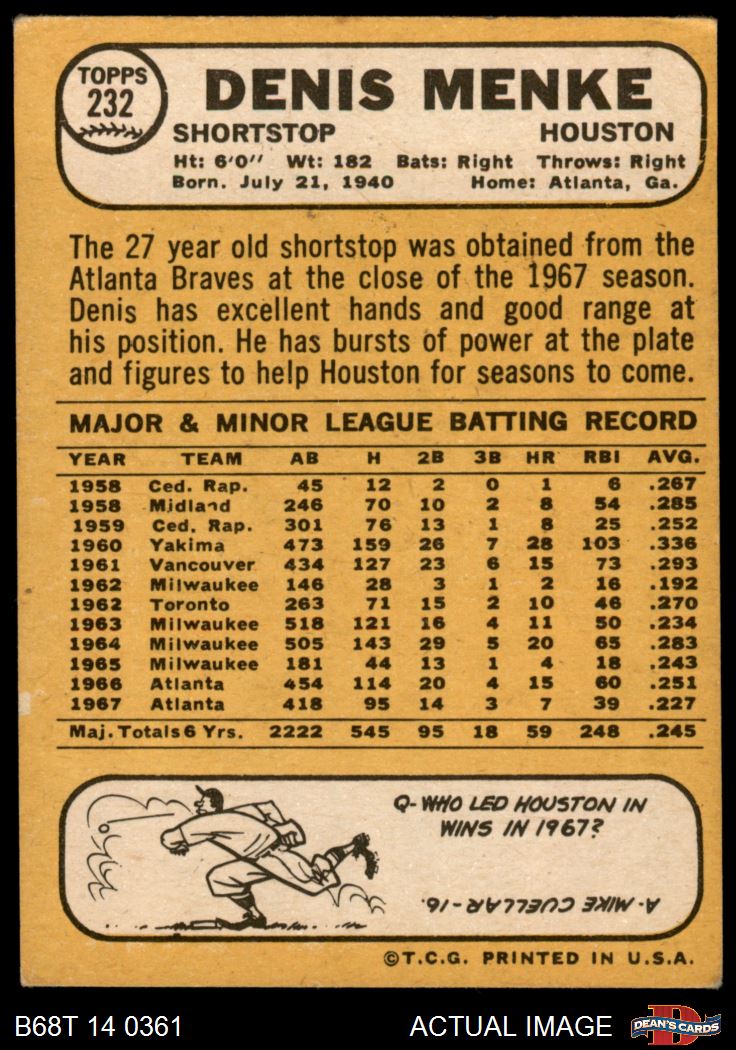 TOPPS
232
DENIS MENKE
SHORTSTOP HOUSTON
Ht: 6'0'' Wt: 182 Bats: Right Throws: Right
Born. July 21, 1940 Home: Atlanta, Ga.
The 27 year old shortstop was obtained from the
Atlanta Braves at the close of the 1967 season.
Denis has excellent hands and good range at
his position. He has bursts of power at the plate
and figures to help Houston for seasons to come.
MAJOR & MINOR LEAGUE BATTING RECORD
YEAR TEAM AB H 2B 3B HR RBI AVG.
1958 Ced. Rap. 45 12 2 0 1 6 .267
1958 Midland 246 70 10 2 8 54 .285
1959 Ced. Rap. 301 76 13 1 8 25 .252
1960 Yakima 473 159 26 7 28 103 .336
1961 Vancouver 434 127 23 6 15 73 .293
1962 Milwaukee 146 28 3 1 2 16 .192
1962 Toronto 263 71 15 2 10 46 .270
1963 Milwaukee 518 121 16 4 11 50 .234
1964 Milwaukee 505 143 29 5 20 65 .283
1965 Milwaukee 181 44 13 1 4 18 .243
1966 Atlanta 454 114 20 4 15 60 .251
1967 Atlanta 418 95 14 3 7 39 .227
Maj. Totals 6 Yrs. 2222 545 95 18 59 248 .245
Q- WHO LED HOUSTON IN
WINS IN 1967?
A- MIKE CUELLAR-16.
©T.C.G. PRINTED IN U.S.A.
B68T 14 0361 ACTUAL IMAGE DEAN'S CARDS